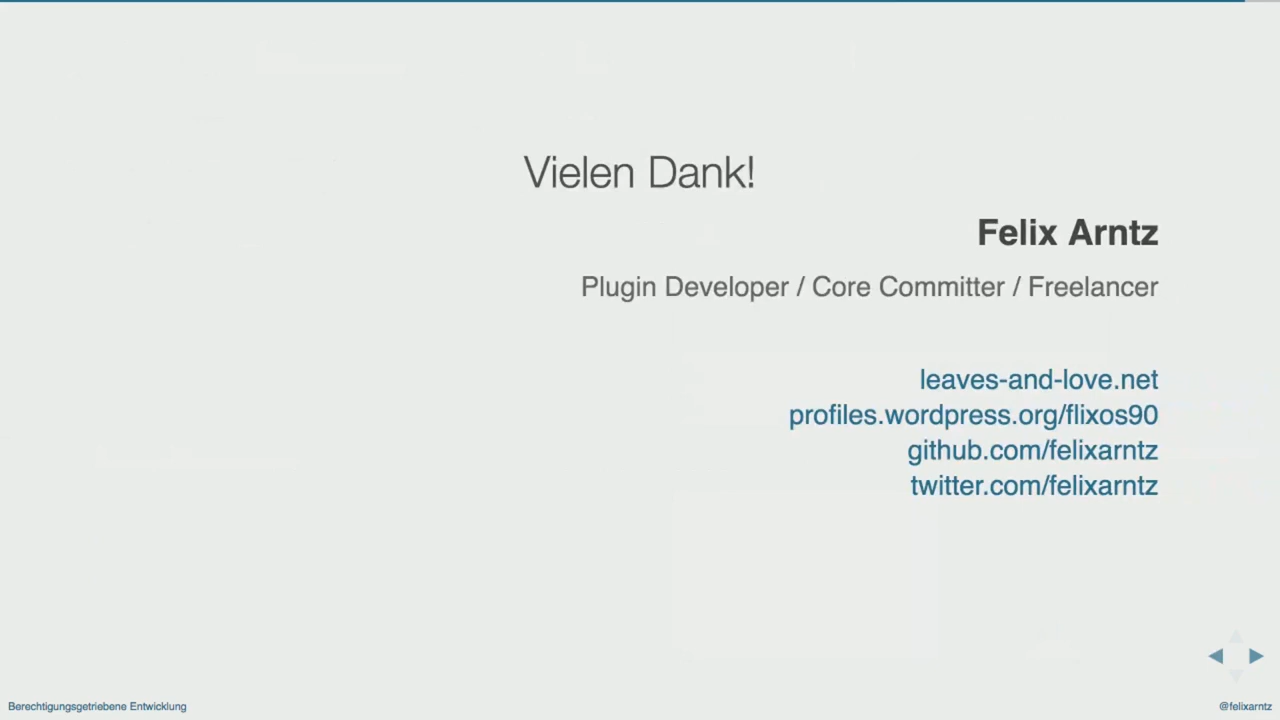 Vielen Dank!
Felix Arntz
Plugin Developer / Core Committer / Freelancer
leaves-and-love.net
profiles.wordpress.org/flixos90
github.com/felixarntz
twitter.com/felixarntz
Berechtigungsgetriebene Entwicklung
@felixarntz